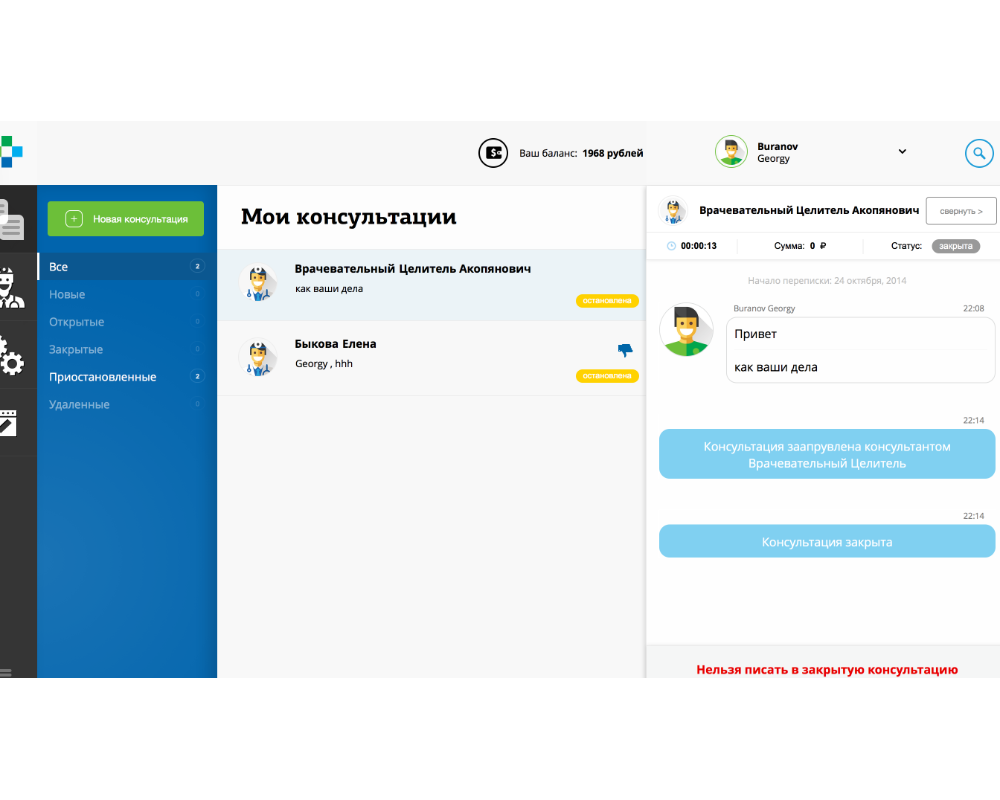 Ваш баланс: 1968 рублей
Buranov
Georgy
Новая консультация
Все 2
Новые 0
Открытые 0
Закрытые 0
Приостановленные 2
Удаленные 0
Мои консультации
Врачевательный Целитель Акопянович
как ваши дела
остановлена
Быкова Елена
Georgy , hhh
остановлена
Врачевательный Целитель Акопянович
свернуть >
00:00:13 Сумма: 0 ₽ Статус: закрыта
Начало переписки: 24 октября, 2014
Buranov Georgy 22:08
Привет
как ваши дела
22:14
Консультация заапрувлена консультантом
Врачевательный Целитель
22:14
Консультация закрыта
Нельзя писать в закрытую консультацию